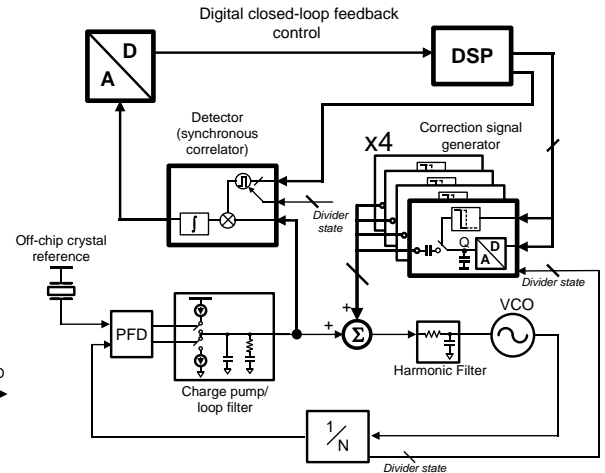 Digital closed-loop feedback
control
D
A
DSP
Detector
(synchronous
correlator)
x4
Correction signal
generator
∫
Divider
state
Q
D
A
Divider state
Off-chip crystal
reference
PFD
+
+
Σ
VCO
Harmonic Filter
Charge pump/
loop filter
1/N
Divider state